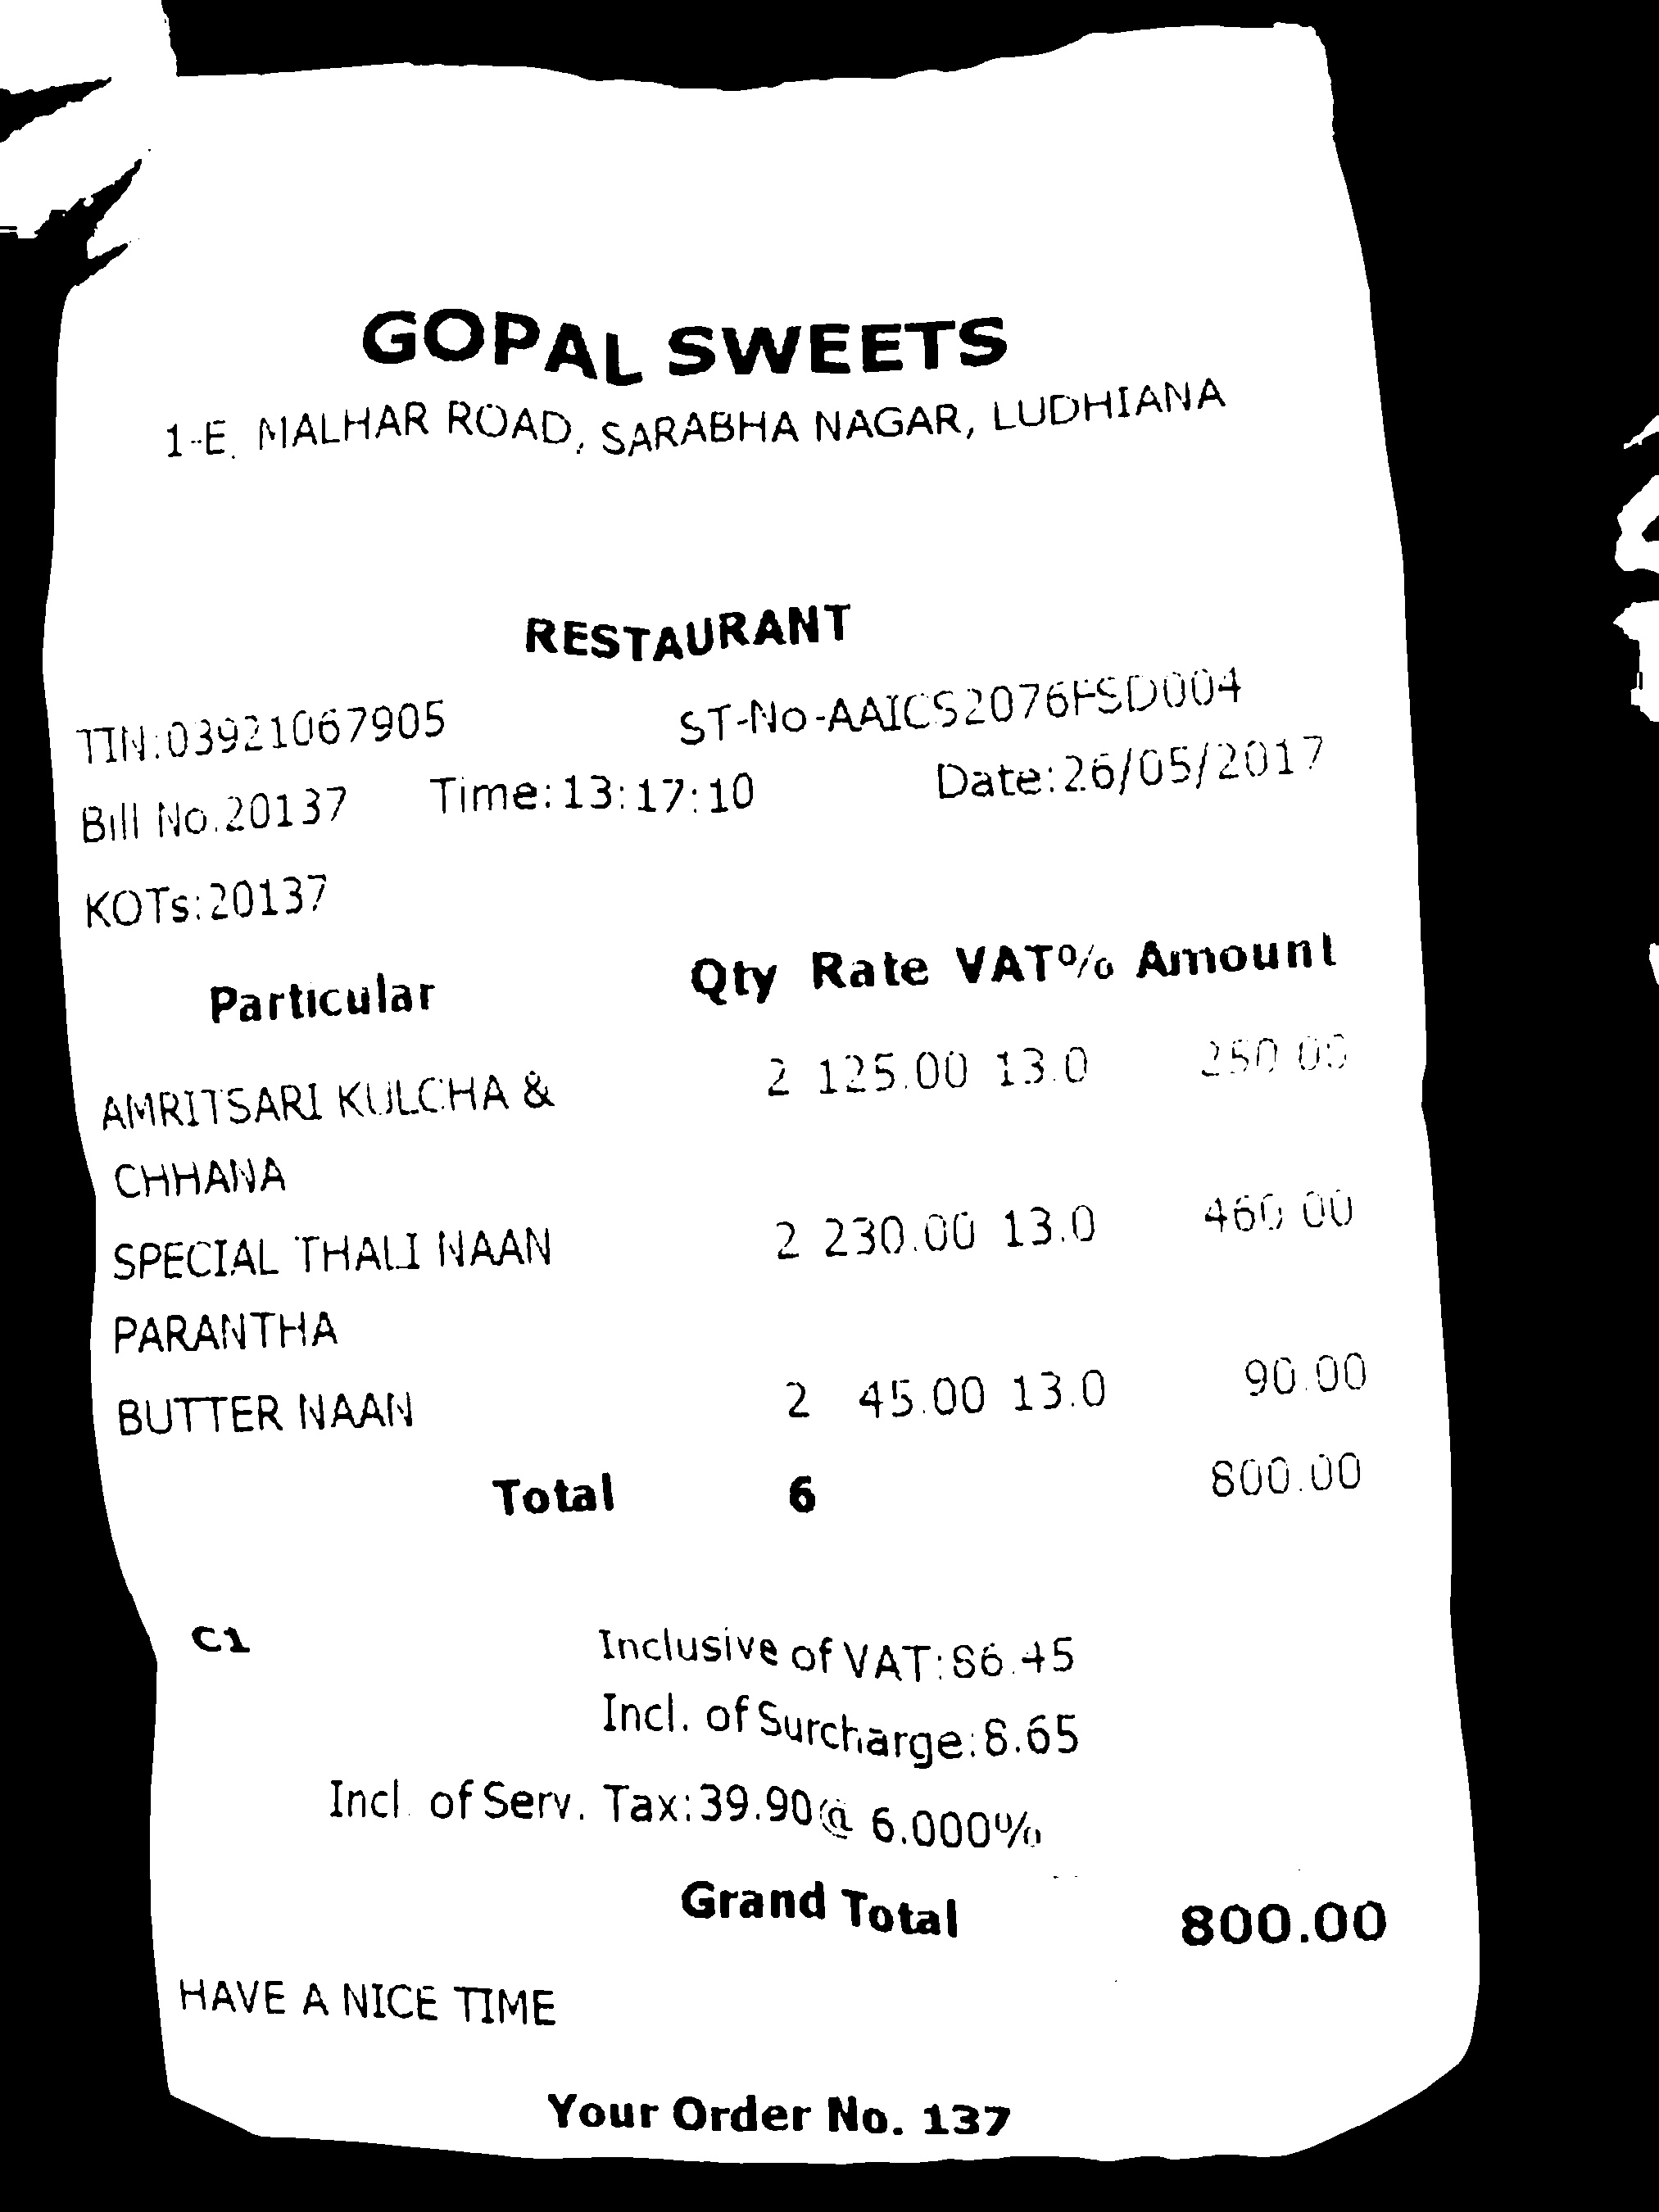 GOPAL SWEETS
1-E, MALHAR ROAD, SARABHA NAGAR, LUDHIANA
RESTAURANT
TIN:03921067905 ST-No-AAICS2076FSD004
Bill No.20137 Time:13:17:10 Date:26/05/2017
KOTs:20137
Particular Qty Rate VAT% Amount
AMRITSARI KULCHA & 2 125.00 13.0 250.00
CHHANA
SPECIAL THALI NAAN 2 230.00 13.0 460.00
PARANTHA
BUTTER NAAN 2 45.00 13.0 90.00
Total 6 800.00
C1 Inclusive of VAT:86.45
Incl. of Surcharge:8.65
Incl. of Serv. Tax:39.90@ 6.000%
Grand Total 800.00
HAVE A NICE TIME
Your Order No. 137